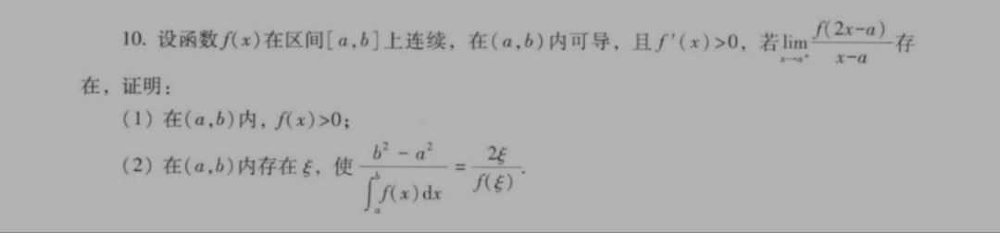 10. 设函数f(x)在区间[a,b]上连续，在(a,b)内可导，且f'(x)>0，若lim_{x→a⁺} f(2x-a)/(x-a) 存
在，证明：
(1) 在(a,b)内，f(x)>0；
(2) 在(a,b)内存在ξ，使 (b²-a²)/∫_a^b f(x)dx = 2ξ/f(ξ).